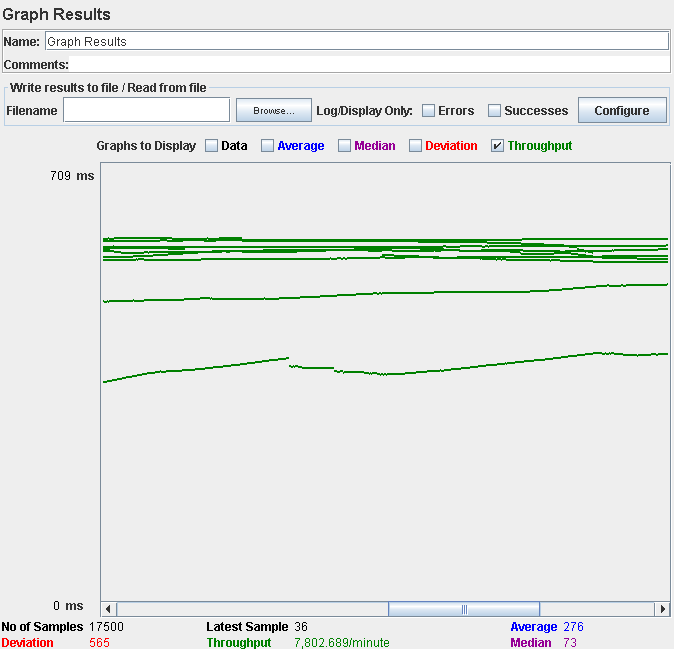 Graph Results
Name: Graph Results
Comments:
Write results to file / Read from file
Filename Browse... Log/Display Only: Errors Successes Configure
Graphs to Display Data Average Median Deviation Throughput
709 ms
0 ms
No of Samples 17500 Latest Sample 36 Average 276
Deviation 565 Throughput 7,802.689/minute Median 73